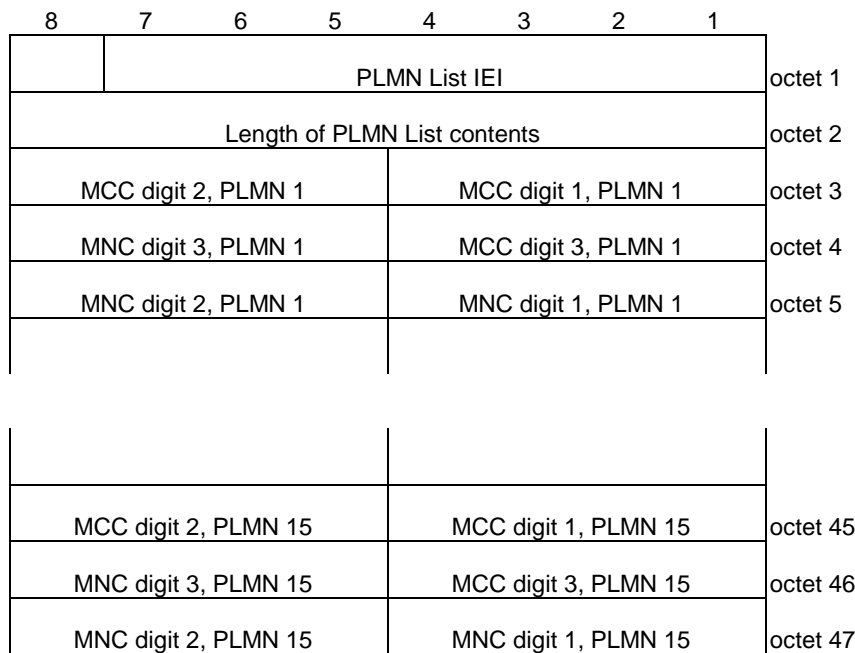 8 7 6 5 4 3 2 1
PLMN List IEI octet 1
Length of PLMN List contents octet 2
MCC digit 2, PLMN 1 MCC digit 1, PLMN 1 octet 3
MNC digit 3, PLMN 1 MCC digit 3, PLMN 1 octet 4
MNC digit 2, PLMN 1 MNC digit 1, PLMN 1 octet 5
MCC digit 2, PLMN 15 MCC digit 1, PLMN 15 octet 45
MNC digit 3, PLMN 15 MCC digit 3, PLMN 15 octet 46
MNC digit 2, PLMN 15 MNC digit 1, PLMN 15 octet 47